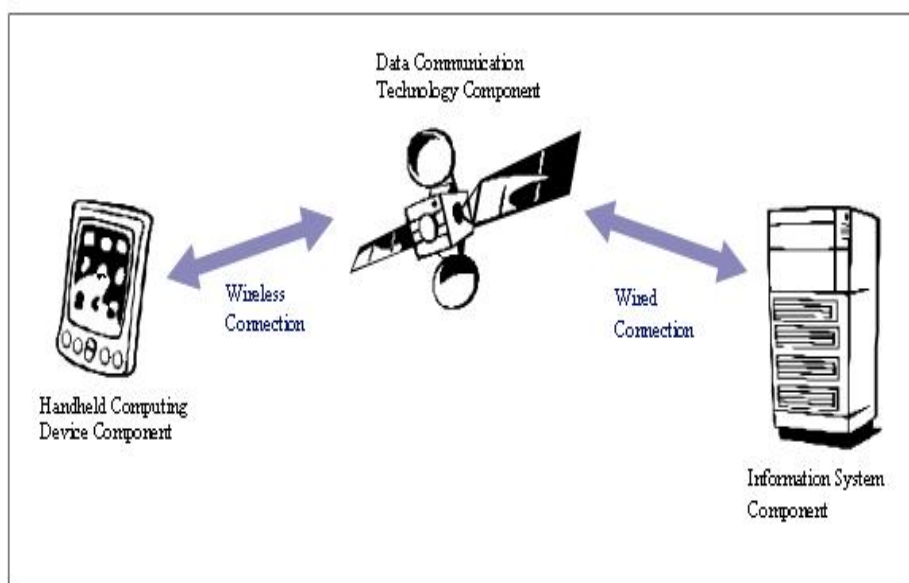 Data Communication
Technology Component
Wireless
Connection
Wired
Connection
Handheld Computing
Device Component
Information System
Component